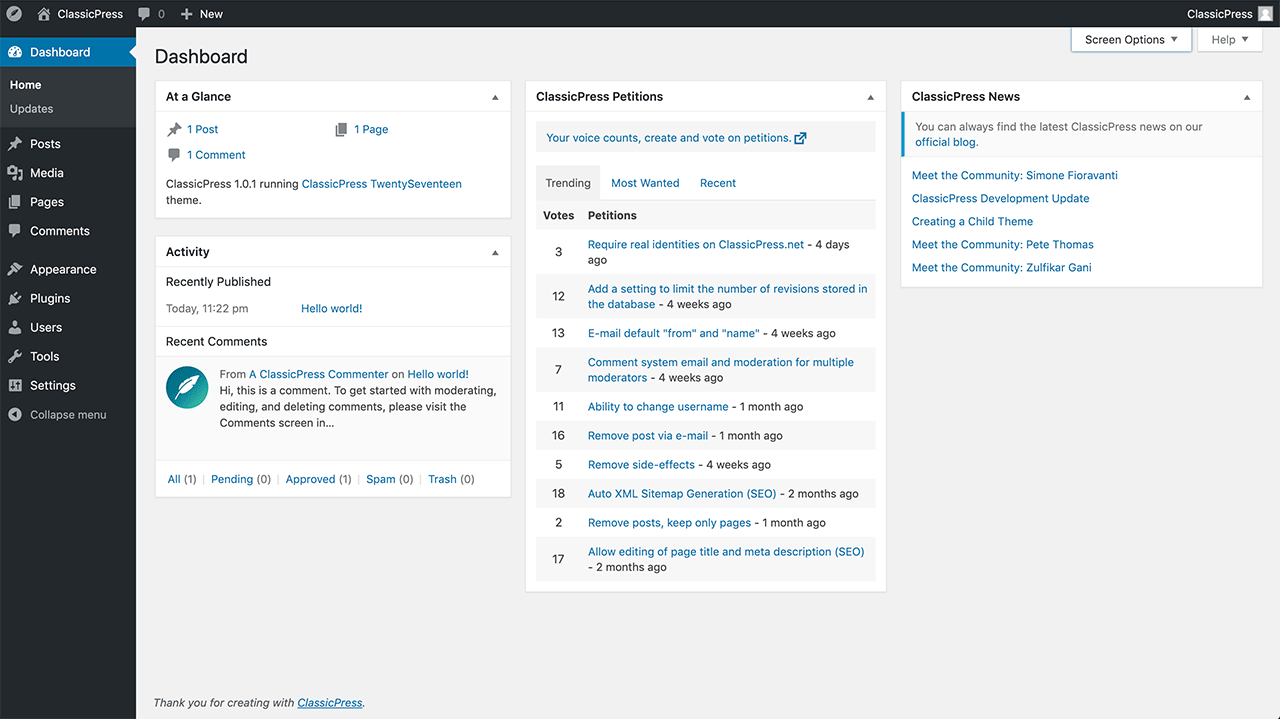 ClassicPress 0 New ClassicPress
Dashboard
Home
Updates
Posts
Media
Pages
Comments
Appearance
Plugins
Users
Tools
Settings
Collapse menu
Screen Options Help
Dashboard
At a Glance
1 Post 1 Page
1 Comment
ClassicPress 1.0.1 running ClassicPress TwentySeventeen
theme.
Activity
Recently Published
Today, 11:22 pm Hello world!
Recent Comments
From A ClassicPress Commenter on Hello world!
Hi, this is a comment. To get started with moderating,
editing, and deleting comments, please visit the
Comments screen in…
All (1) | Pending (0) | Approved (1) | Spam (0) | Trash (0)
ClassicPress Petitions
Your voice counts, create and vote on petitions.
Trending Most Wanted Recent
Votes Petitions
3 Require real identities on ClassicPress.net - 4 days
ago
12 Add a setting to limit the number of revisions stored in
the database - 4 weeks ago
13 E-mail default "from" and "name" - 4 weeks ago
7 Comment system email and moderation for multiple
moderators - 4 weeks ago
11 Ability to change username - 1 month ago
16 Remove post via e-mail - 1 month ago
5 Remove side-effects - 4 weeks ago
18 Auto XML Sitemap Generation (SEO) - 2 months ago
2 Remove posts, keep only pages - 1 month ago
17 Allow editing of page title and meta description (SEO)
- 2 months ago
ClassicPress News
You can always find the latest ClassicPress news on our
official blog.
Meet the Community: Simone Fioravanti
ClassicPress Development Update
Creating a Child Theme
Meet the Community: Pete Thomas
Meet the Community: Zulfikar Gani
Thank you for creating with ClassicPress.